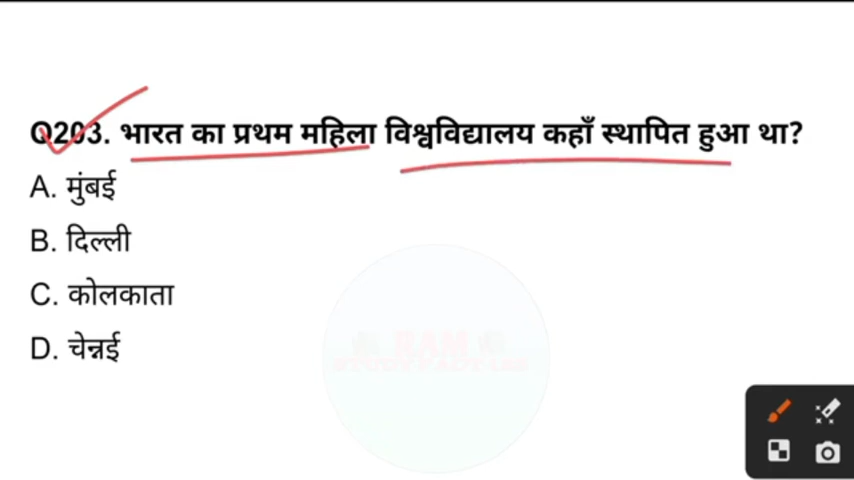 Q203. भारत का प्रथम महिला विश्वविद्यालय कहाँ स्थापित हुआ था?
A. मुंबई
B. दिल्ली
C. कोलकाता
D. चेन्नई